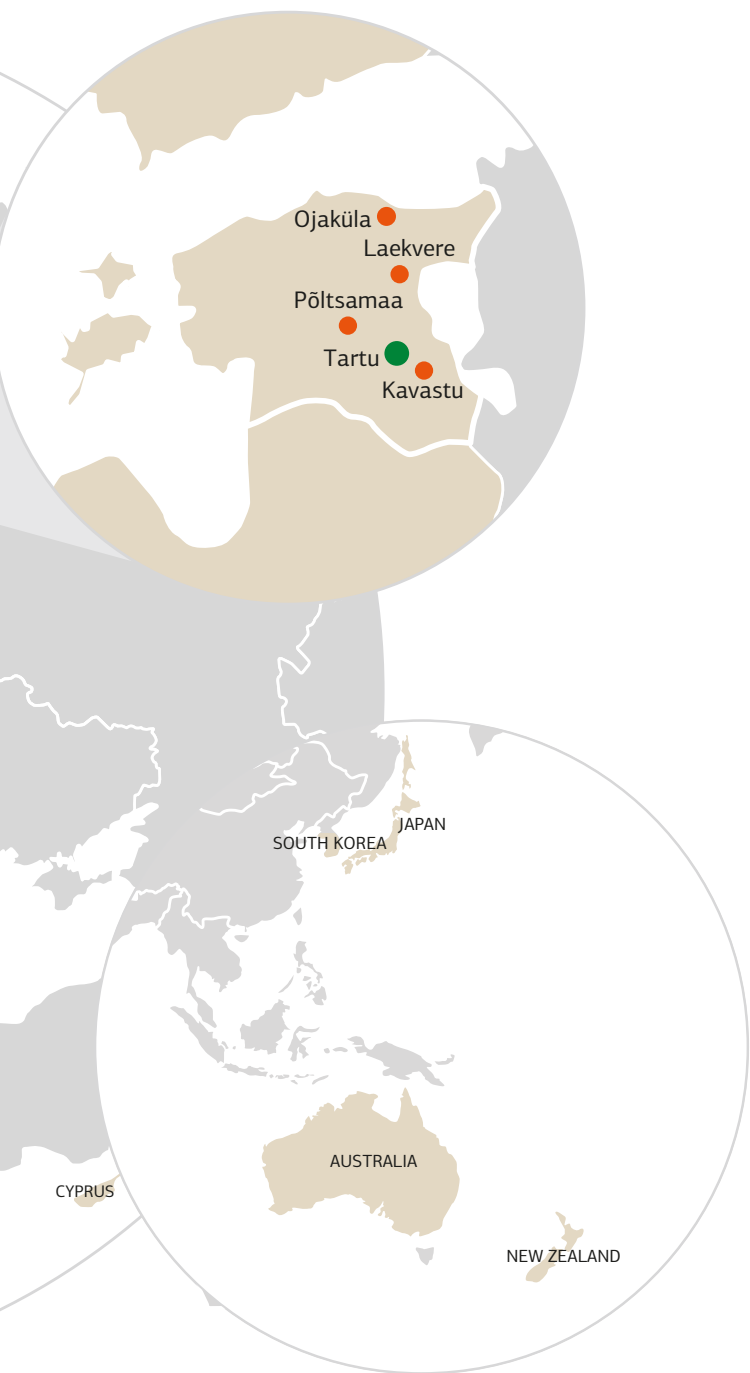 Ojaküla
Laekvere
Põltsamaa
Tartu
Kavastu
JAPAN
SOUTH KOREA
AUSTRALIA
CYPRUS
NEW ZEALAND